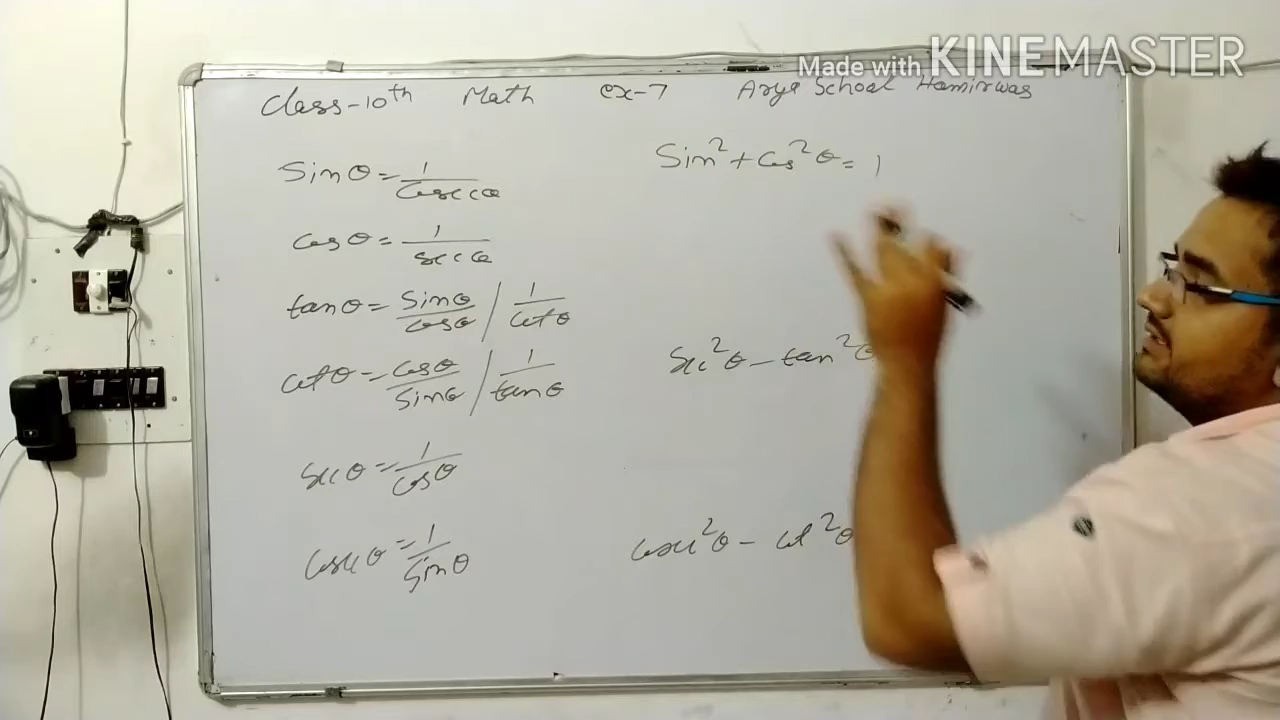 Made with KINEMASTER
Class-10th Math ex-7 Arya School Hamirwas
Sinθ = 1/Cosecθ
Cosθ = 1/secθ
tanθ = Sinθ/Cosθ / 1/Cotθ
Cotθ = Cosθ/Sinθ / 1/tanθ
Secθ = 1/Cosθ
Cosecθ = 1/Sinθ
Sin² + Cos²θ = 1
Sec²θ - tan²θ
Cosec²θ - Cot²θ